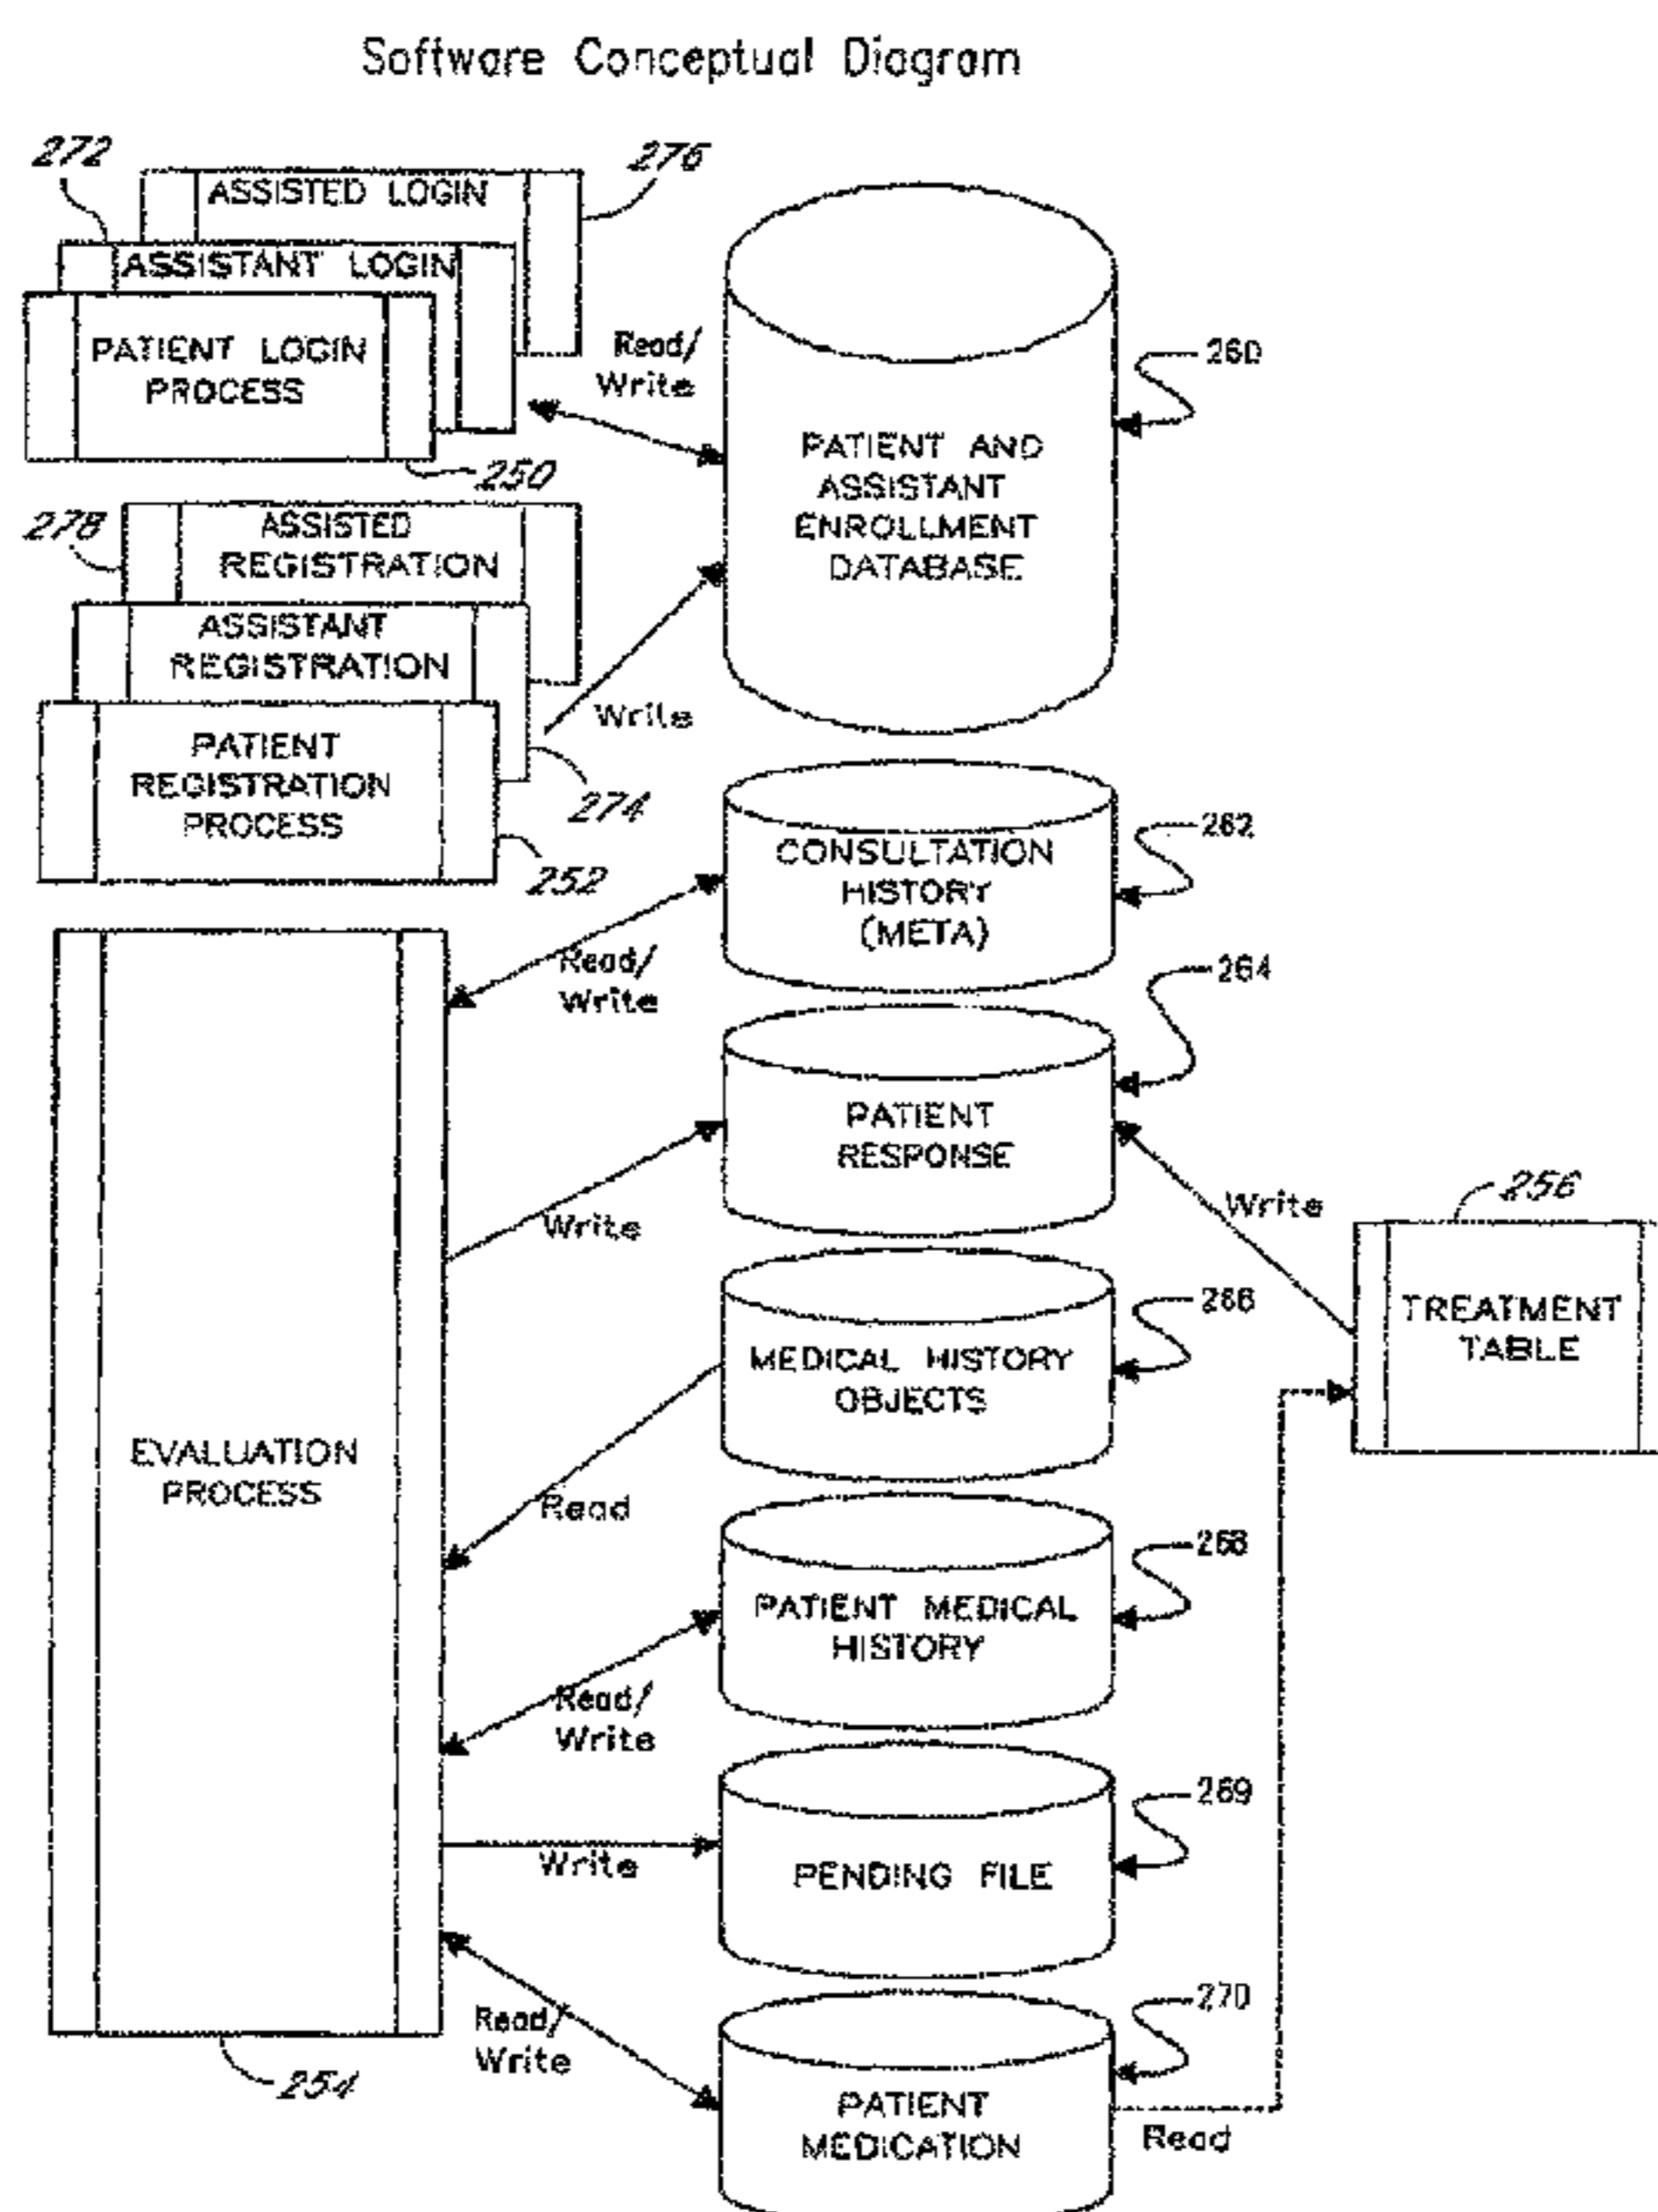 Software Conceptual Diagram
272
276
ASSISTED LOGIN
ASSISTANT LOGIN
PATIENT LOGIN
PROCESS
250
Read/
Write
260
PATIENT AND
ASSISTANT
ENROLLMENT
DATABASE
278
ASSISTED
REGISTRATION
ASSISTANT
REGISTRATION
PATIENT
REGISTRATION
PROCESS
Write
274
252
CONSULTATION
HISTORY
(META)
262
Read/
Write
264
PATIENT
RESPONSE
Write
Write
256
TREATMENT
TABLE
266
MEDICAL HISTORY
OBJECTS
EVALUATION
PROCESS
Read
268
PATIENT MEDICAL
HISTORY
Read/
Write
269
PENDING FILE
Write
270
Read/
Write
254
PATIENT
MEDICATION
Read